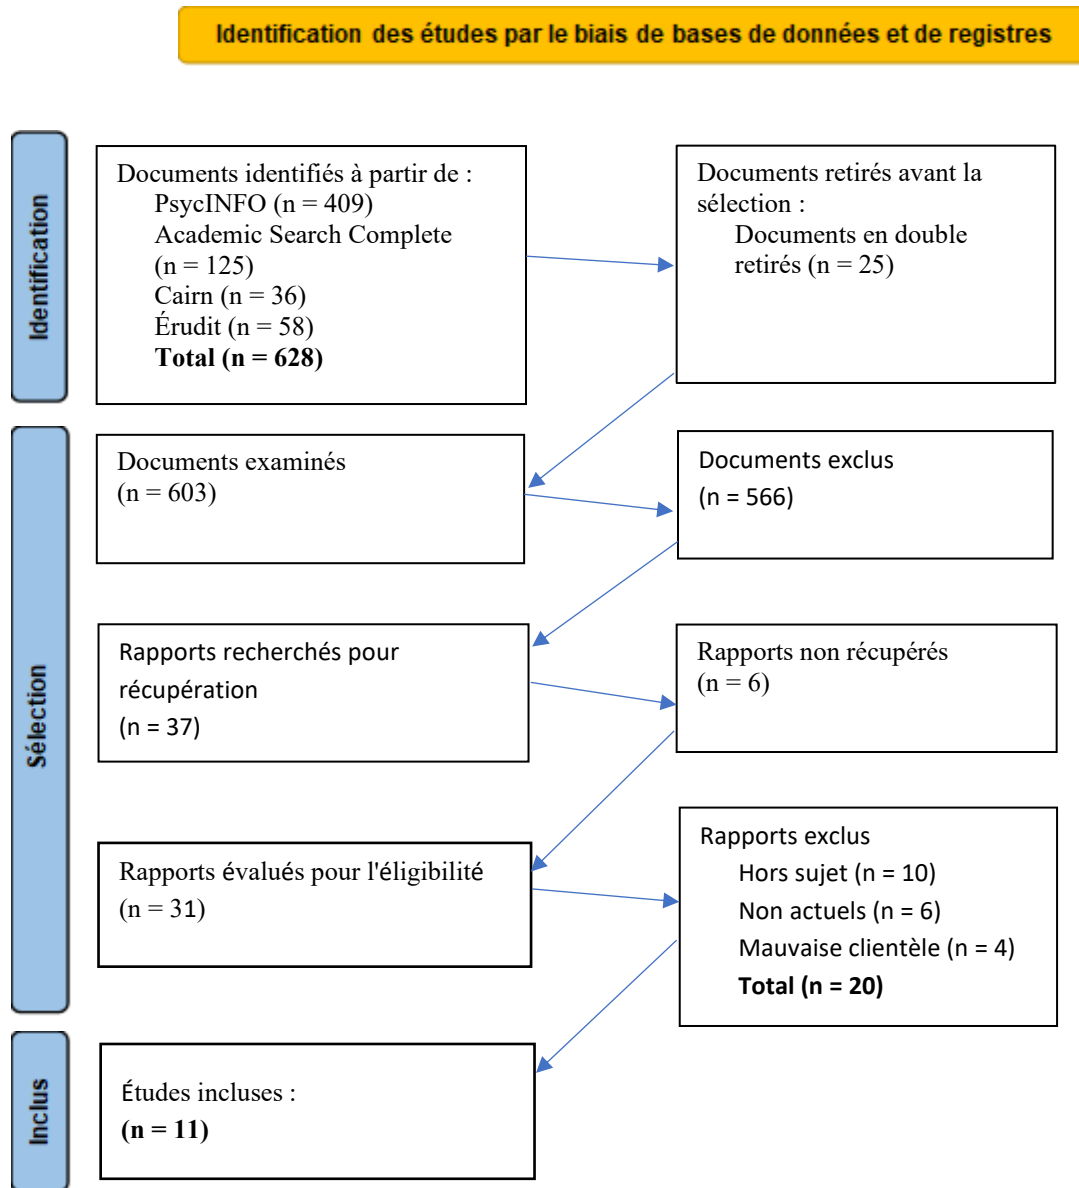 Identification des études par le biais de bases de données et de registres
Identification
Documents identifiés à partir de :
PsycINFO (n = 409)
Academic Search Complete
(n = 125)
Cairn (n = 36)
Érudit (n = 58)
Total (n = 628)
Documents retirés avant la
sélection :
Documents en double
retirés (n = 25)
Sélection
Documents examinés
(n = 603)
Documents exclus
(n = 566)
Rapports recherchés pour
récupération
(n = 37)
Rapports non récupérés
(n = 6)
Rapports évalués pour l'éligibilité
(n = 31)
Rapports exclus
Hors sujet (n = 10)
Non actuels (n = 6)
Mauvaise clientèle (n = 4)
Total (n = 20)
Inclus
Études incluses :
(n = 11)